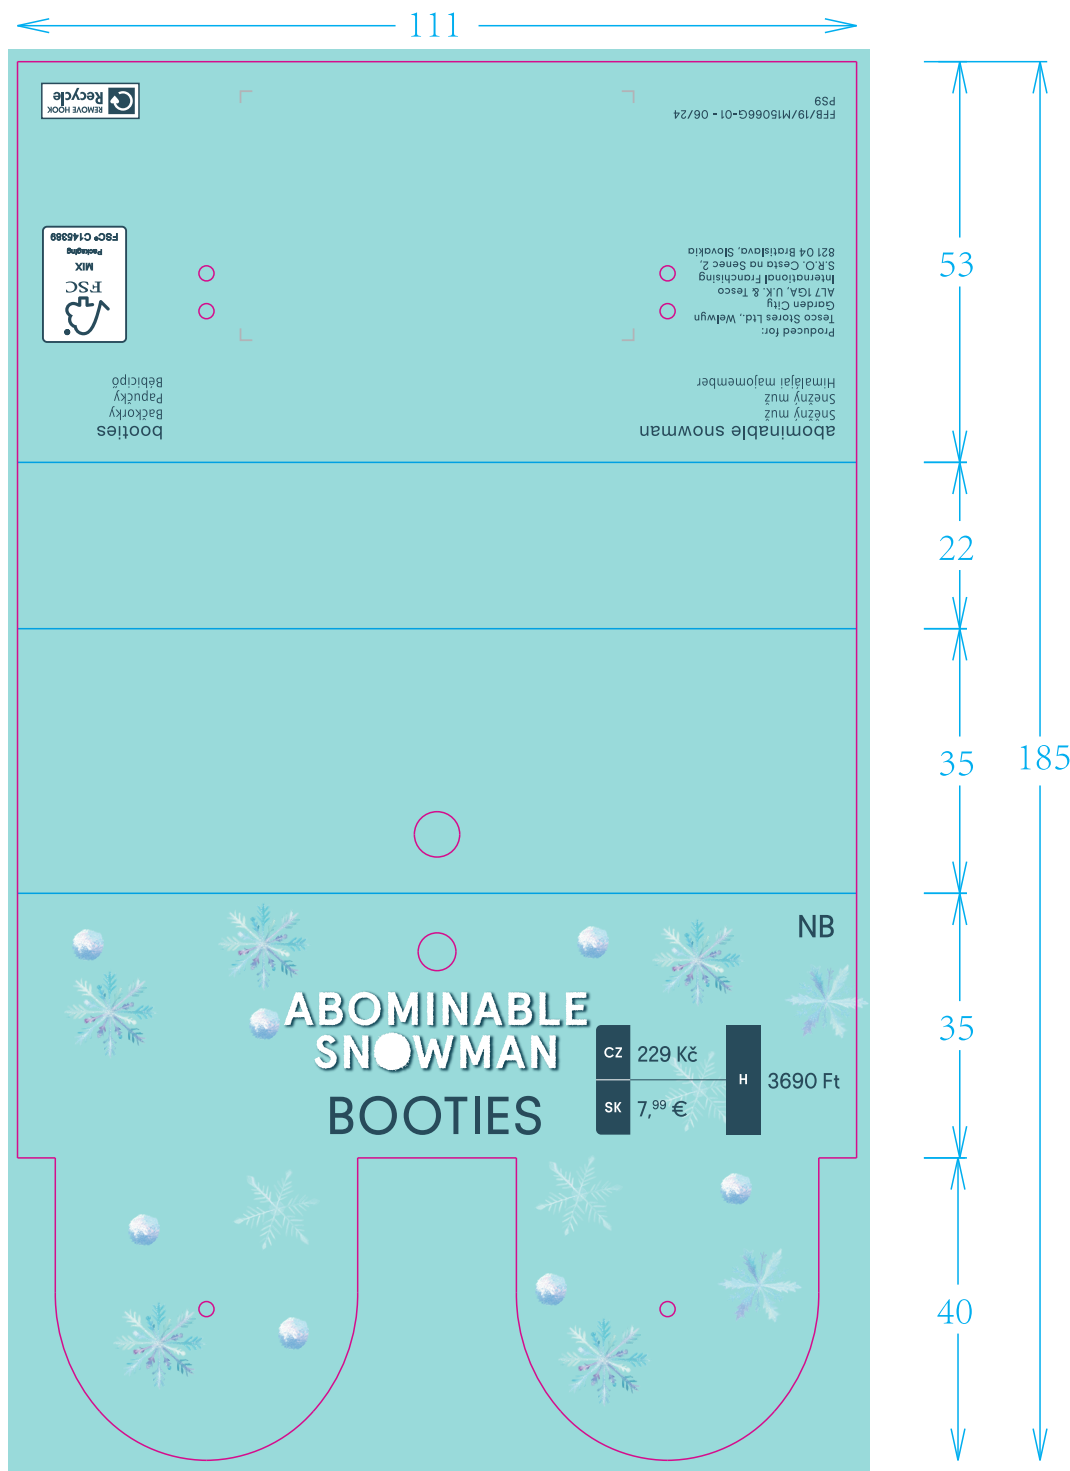 111
REMOVE HOOK
Recycle
FFB/19/M15066G-01 - 06/24
PS9
FSC
MIX
Packaging
FSC® C145389
Produced for:
Tesco Stores Ltd., Welwyn
Garden City
AL7 1GA, U.K. & Tesco
International Franchising
S.R.O. Cesta na Senec 2,
821 04 Bratislava, Slovakia
abominable snowman
Sněžný muž
Snežný muž
Himalájai majomember
booties
Bačkorky
Papučky
Bébicipő
53
22
35
185
35
40
NB
ABOMINABLE
SNOWMAN
BOOTIES
CZ 229 Kč
SK 7,99 €
H 3690 Ft